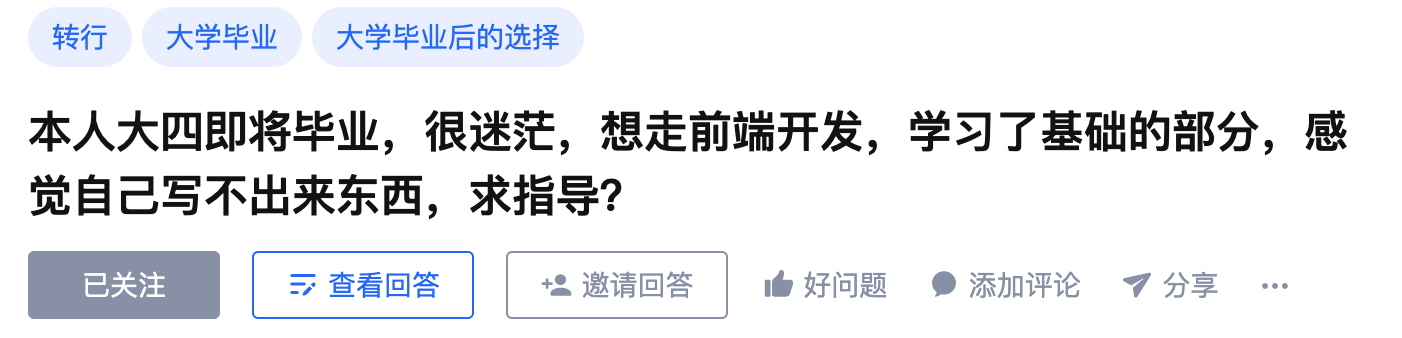 转行 大学毕业 大学毕业后的选择
本人大四即将毕业，很迷茫，想走前端开发，学习了基础的部分，感
觉自己写不出来东西，求指导？
已关注 查看回答 邀请回答 好问题 添加评论 分享 ···